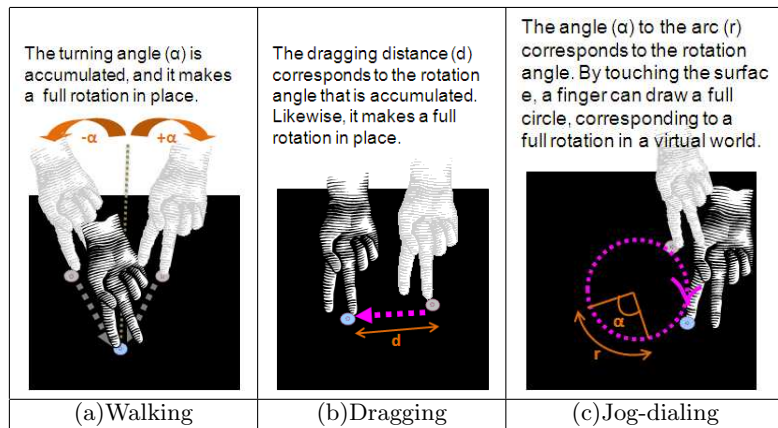 The turning angle (α) is
accumulated, and it makes
a full rotation in place.
-α
+α
(a)Walking
The dragging distance (d)
corresponds to the rotation
angle that is accumulated.
Likewise, it makes a full
rotation in place.
d
(b)Dragging
The angle (α) to the arc (r)
corresponds to the rotation
angle. By touching the surfac
e, a finger can draw a full
circle, corresponding to a
full rotation in a virtual world.
α
r
(c)Jog-dialing